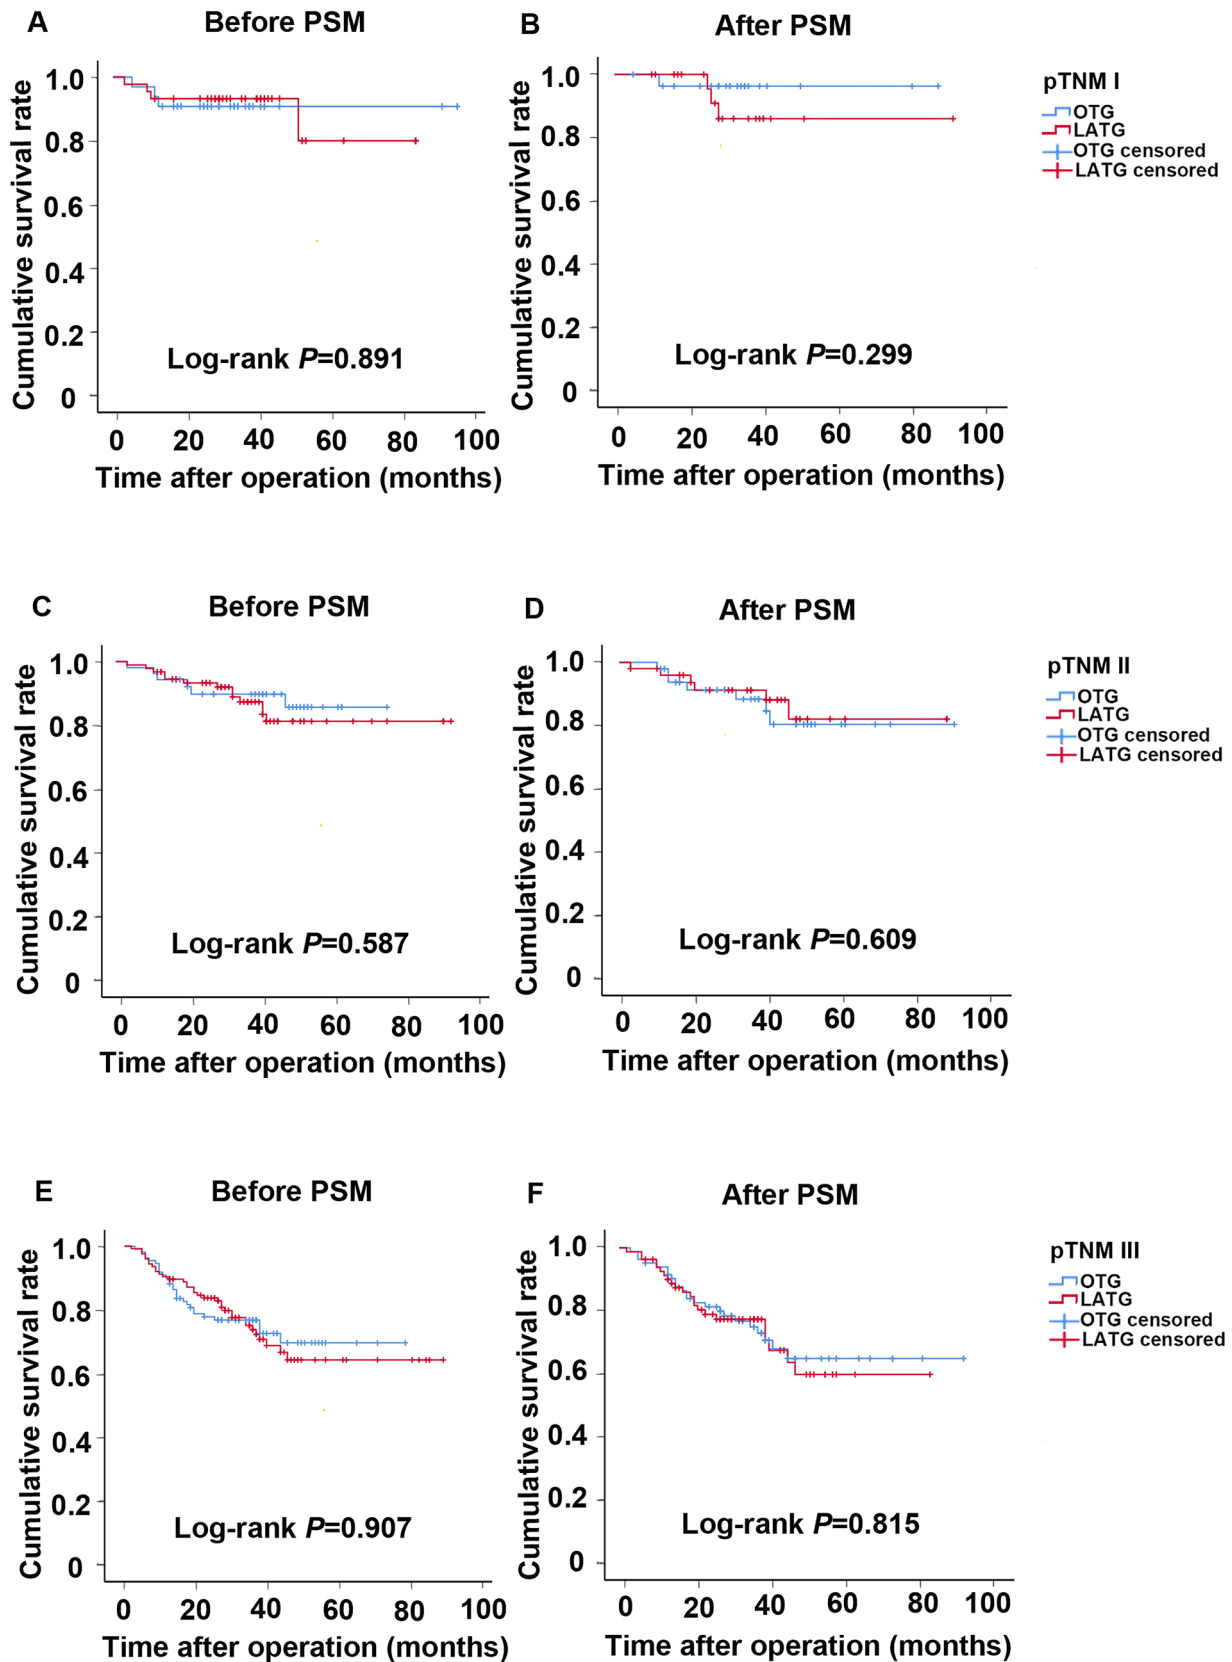 A
Before PSM
Cumulative survival rate
1.0
0.8
0.6
0.4
0.2
0
Log-rank P=0.891
0 20 40 60 80 100
Time after operation (months)
B
After PSM
Cumulative survival rate
1.0
0.8
0.6
0.4
0.2
0
Log-rank P=0.299
0 20 40 60 80 100
Time after operation (months)
pTNM I
OTG
LATG
OTG censored
LATG censored
C
Before PSM
Cumulative survival rate
1.0
0.8
0.6
0.4
0.2
0
Log-rank P=0.587
0 20 40 60 80 100
Time after operation (months)
D
After PSM
Cumulative survival rate
1.0
0.8
0.6
0.4
0.2
0
Log-rank P=0.609
0 20 40 60 80 100
Time after operation (months)
pTNM II
OTG
LATG
OTG censored
LATG censored
E
Before PSM
Cumulative survival rate
1.0
0.8
0.6
0.4
0.2
0
Log-rank P=0.907
0 20 40 60 80 100
Time after operation (months)
F
After PSM
Cumulative survival rate
1.0
0.8
0.6
0.4
0.2
0
Log-rank P=0.815
0 20 40 60 80 100
Time after operation (months)
pTNM III
OTG
LATG
OTG censored
LATG censored